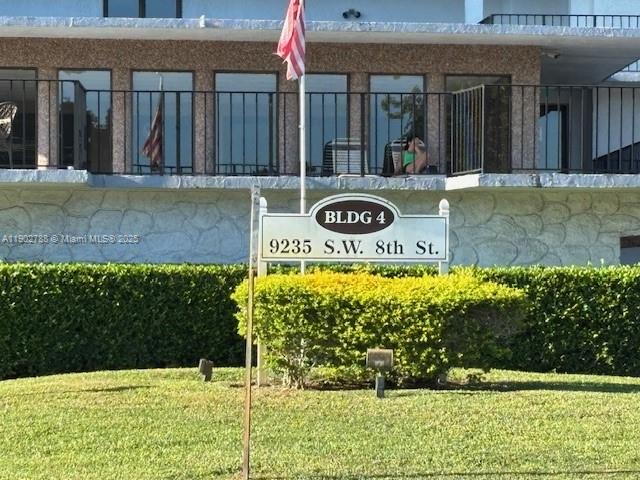 A11902788 © Miami MLS® 2025
BLDG 4
9235 S.W. 8th St.